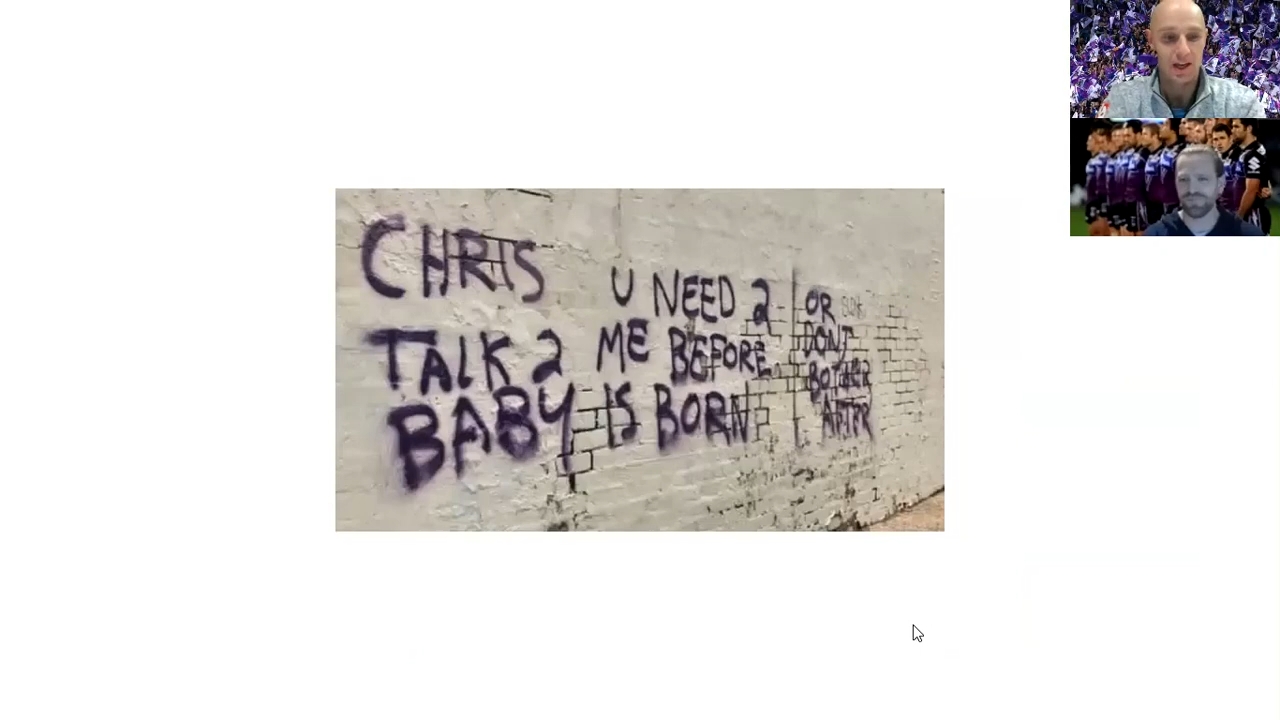 CHRIS U NEED 2
TALK 2 ME BEFORE
BABY IS BORN
OR
DONT
BOTHER
AFTER